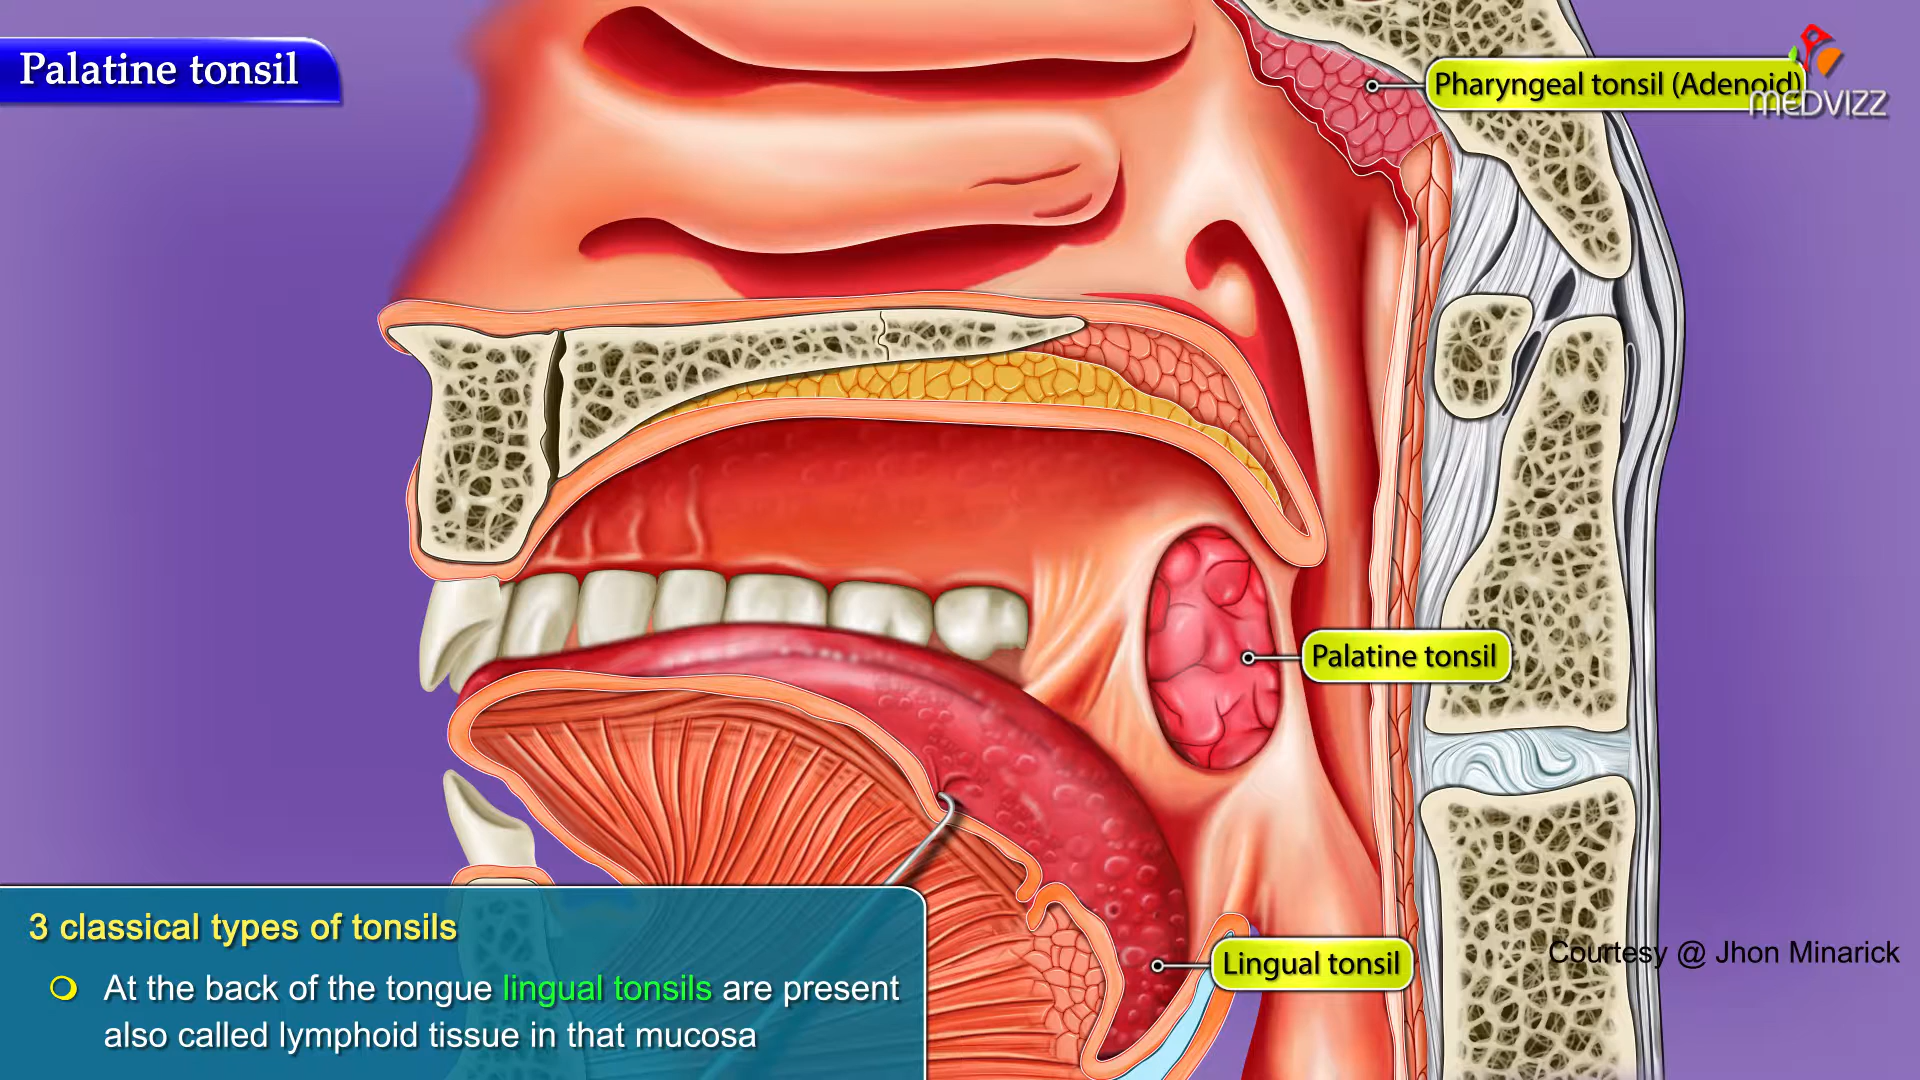 Palatine tonsil
Pharyngeal tonsil (Adenoid)
MEDVIZZ
Palatine tonsil
Lingual tonsil
Courtesy @ Jhon Minarick
3 classical types of tonsils
At the back of the tongue lingual tonsils are present
also called lymphoid tissue in that mucosa